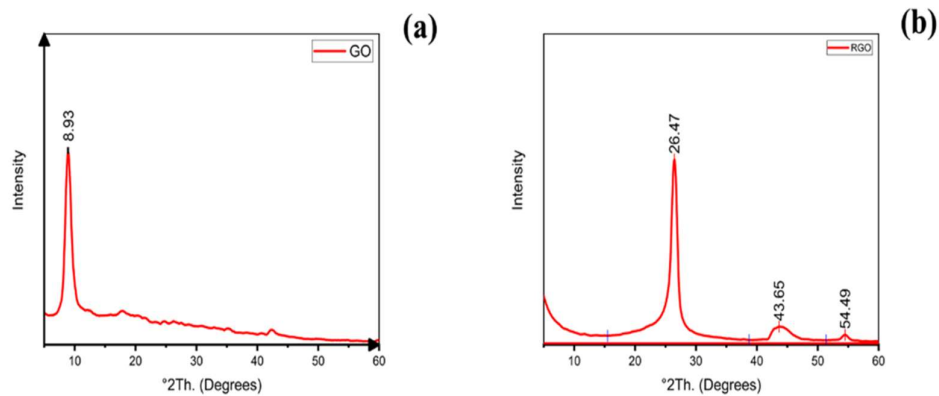 (a)
GO
8.93
Intensity
10 20 30 40 50 60
°2Th. (Degrees)
(b)
RGO
26.47
43.65
54.49
Intensity
10 20 30 40 50 60
°2Th. (Degrees)